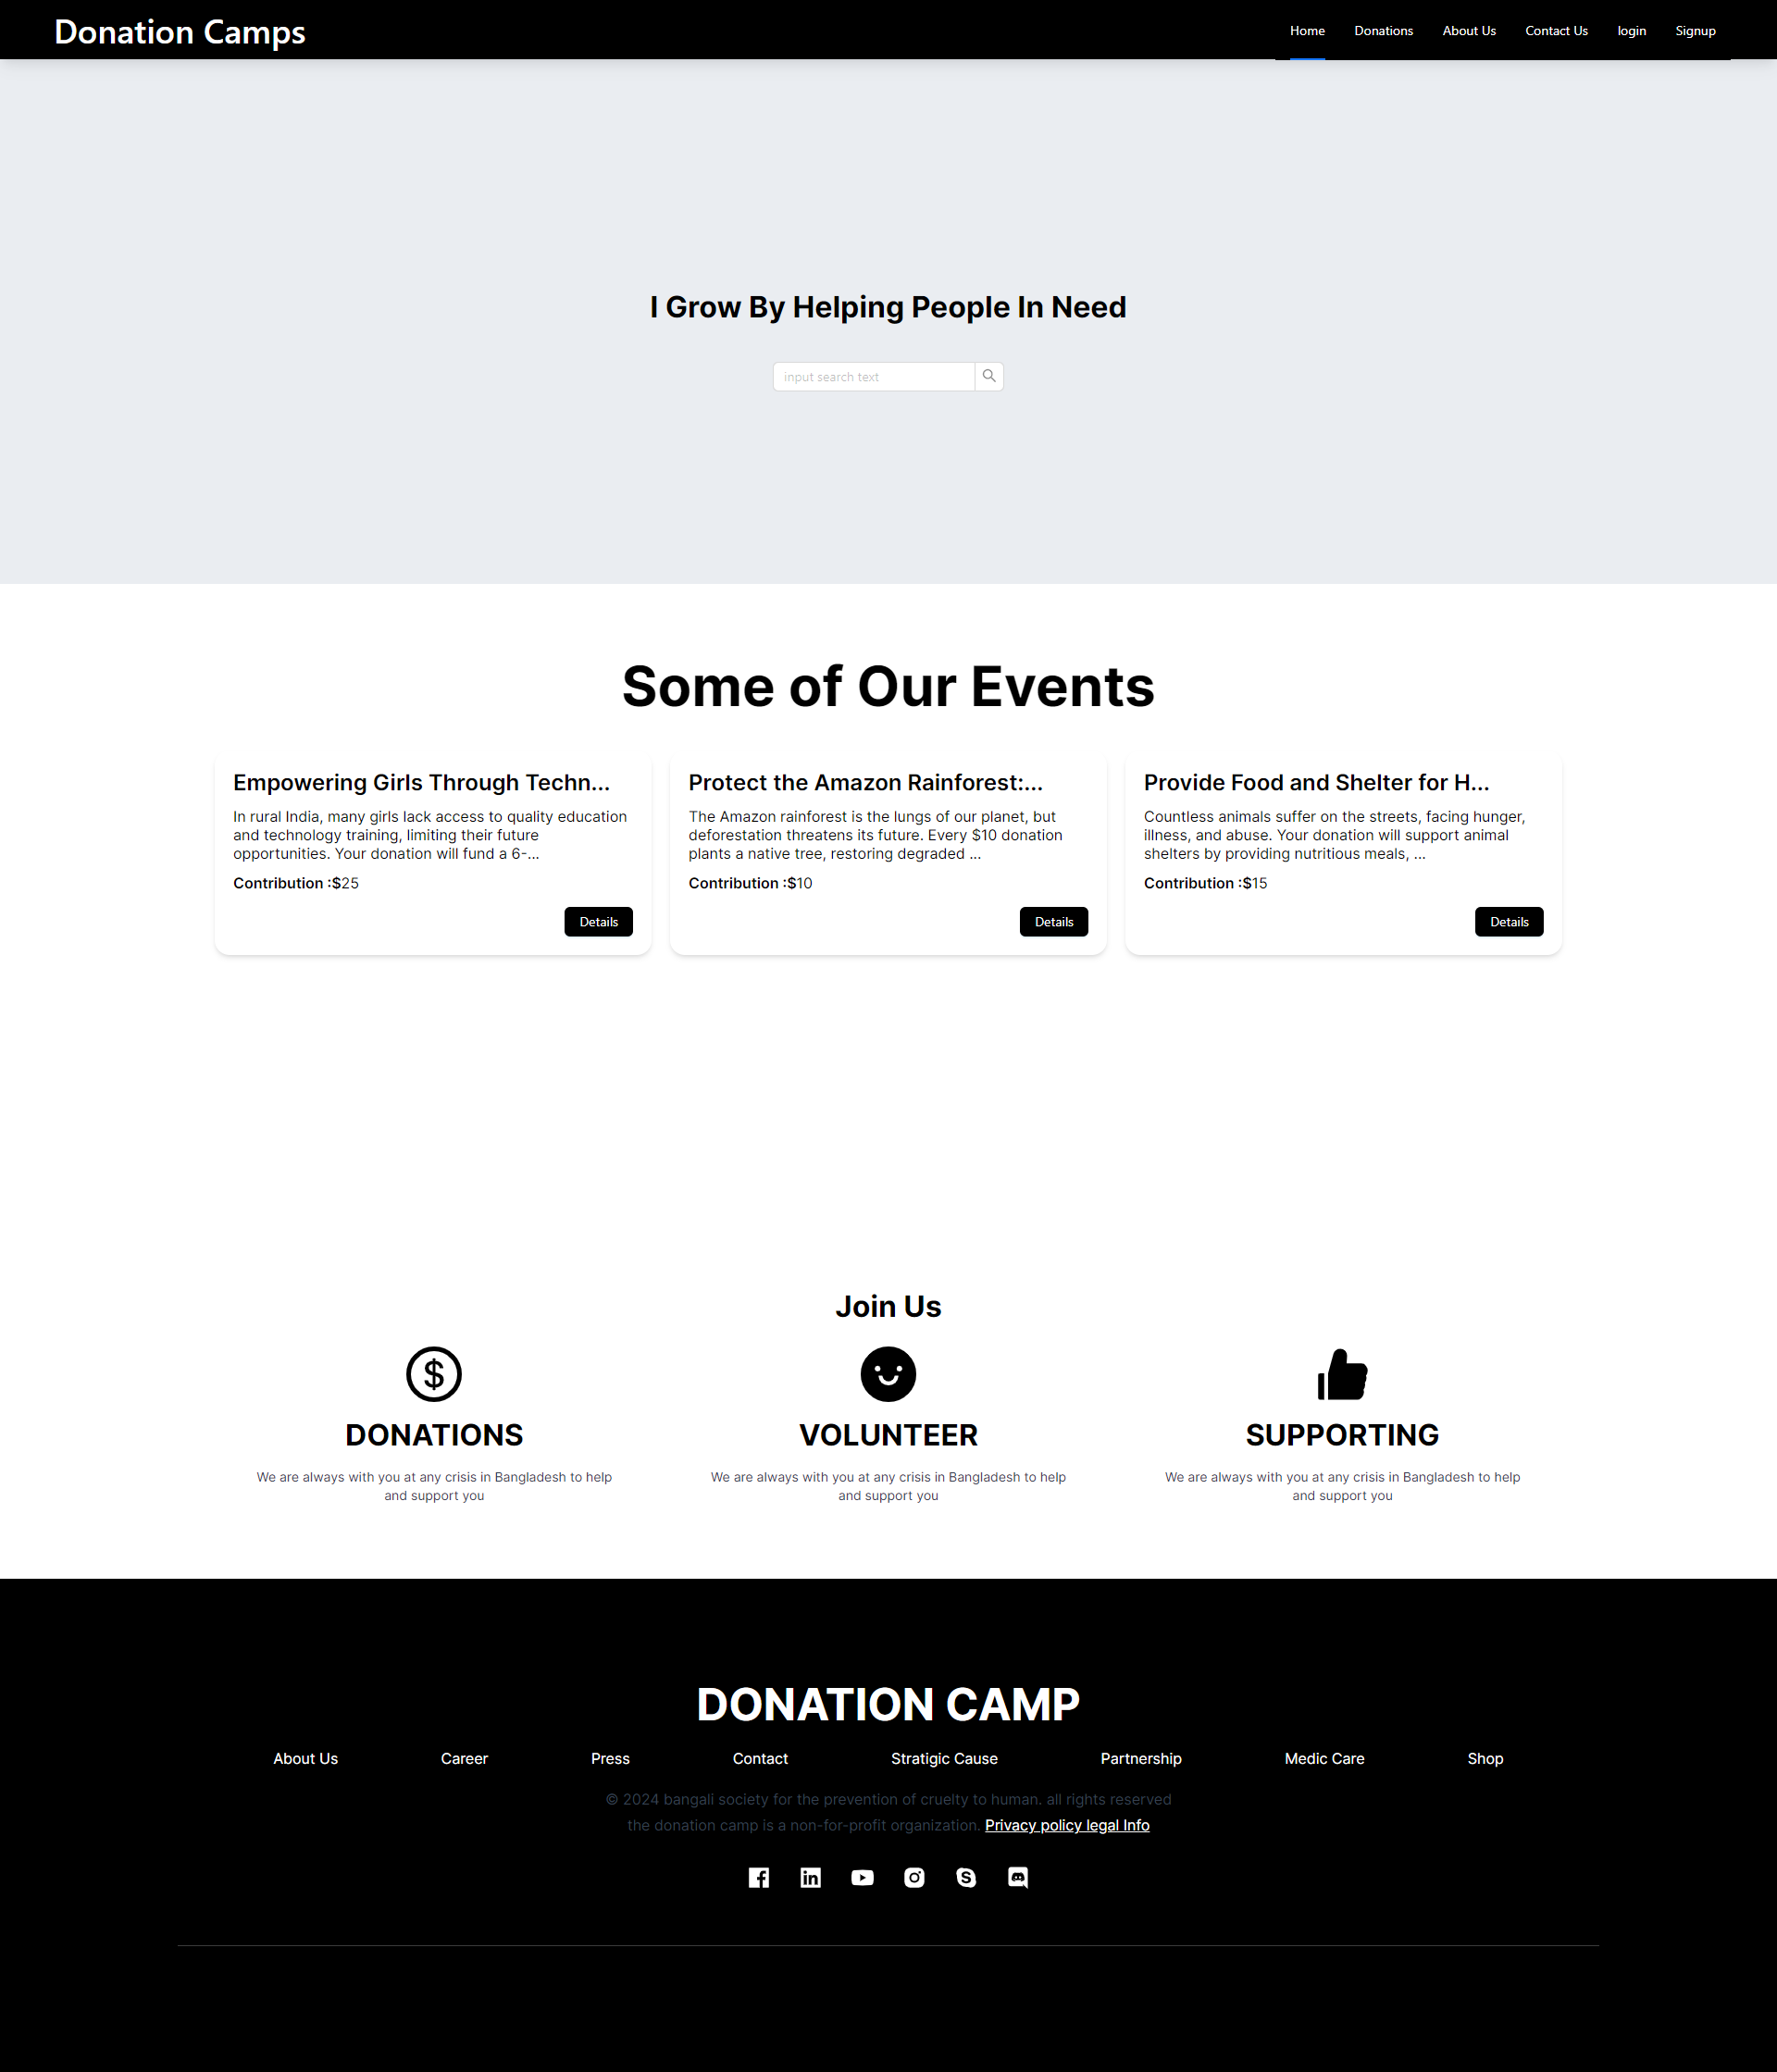 Donation Camps
Home
Donations
About Us
Contact Us
login
Signup
I Grow By Helping People In Need
input search text
Some of Our Events
Empowering Girls Through Techn...
In rural India, many girls lack access to quality education
and technology training, limiting their future
opportunities. Your donation will fund a 6-...
Contribution :$25
Details
Protect the Amazon Rainforest:...
The Amazon rainforest is the lungs of our planet, but
deforestation threatens its future. Every $10 donation
plants a native tree, restoring degraded ...
Contribution :$10
Details
Provide Food and Shelter for H...
Countless animals suffer on the streets, facing hunger,
illness, and abuse. Your donation will support animal
shelters by providing nutritious meals, ...
Contribution :$15
Details
Join Us
DONATIONS
We are always with you at any crisis in Bangladesh to help
and support you
VOLUNTEER
We are always with you at any crisis in Bangladesh to help
and support you
SUPPORTING
We are always with you at any crisis in Bangladesh to help
and support you
DONATION CAMP
About Us
Career
Press
Contact
Stratigic Cause
Partnership
Medic Care
Shop
© 2024 bangali society for the prevention of cruelty to human. all rights reserved
the donation camp is a non-for-profit organization. Privacy policy legal Info